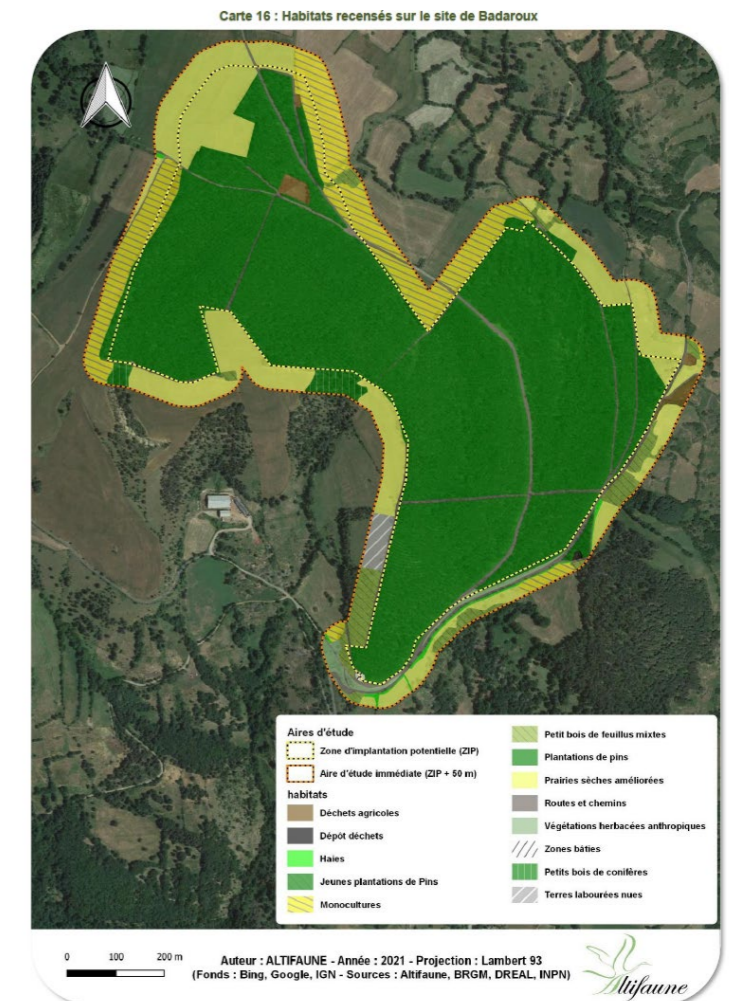 Carte 16 : Habitats recensés sur le site de Badaroux
Aires d'étude
Zone d'implantation potentielle (ZIP)
Aire d'étude immédiate (ZIP + 50 m)
habitats
Déchets agricoles
Dépôt déchets
Haies
Jeunes plantations de Pins
Monocultures
Petit bois de feuillus mixtes
Plantations de pins
Prairies sèches améliorées
Routes et chemins
Végétations herbacées anthropiques
Zones bâties
Petits bois de conifères
Terres labourées nues
0 100 200 m
Auteur : ALTIFAUNE - Année : 2021 - Projection : Lambert 93
(Fonds : Bing, Google, IGN - Sources : Altifaune, BRGM, DREAL, INPN)
Altifaune